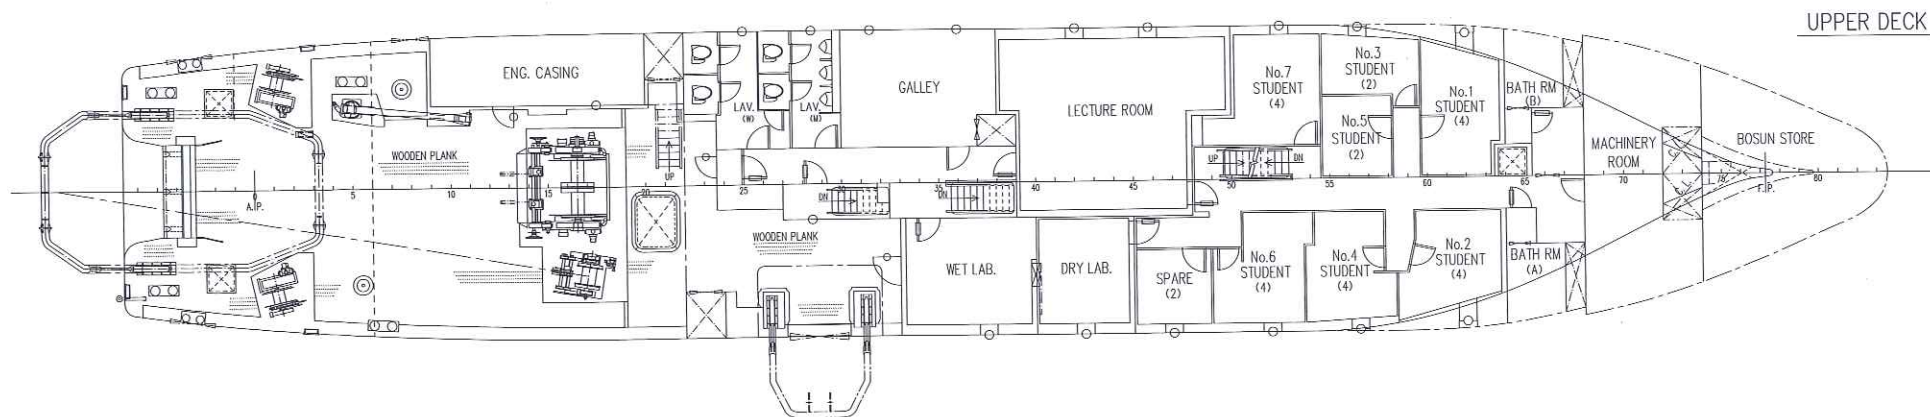 UPPER DECK
ENG. CASING
GALLEY
LECTURE ROOM
No.7
STUDENT
(4)
No.3
STUDENT
(2)
No.5
STUDENT
(2)
No.1
STUDENT
(4)
BATH RM
(B)
LAV.
(W)
LAV.
(M)
MACHINERY
ROOM
BOSUN STORE
WOODEN PLANK
UP
UP
DN
0
5
10
15
20
25
30
35
40
45
50
55
60
65
70
75
80
A.P.
F.P.
DN
DN
C.L.
C.L.
WOODEN PLANK
WET LAB.
DRY LAB.
SPARE
(2)
No.6
STUDENT
(4)
No.4
STUDENT
(4)
No.2
STUDENT
(4)
BATH RM
(A)